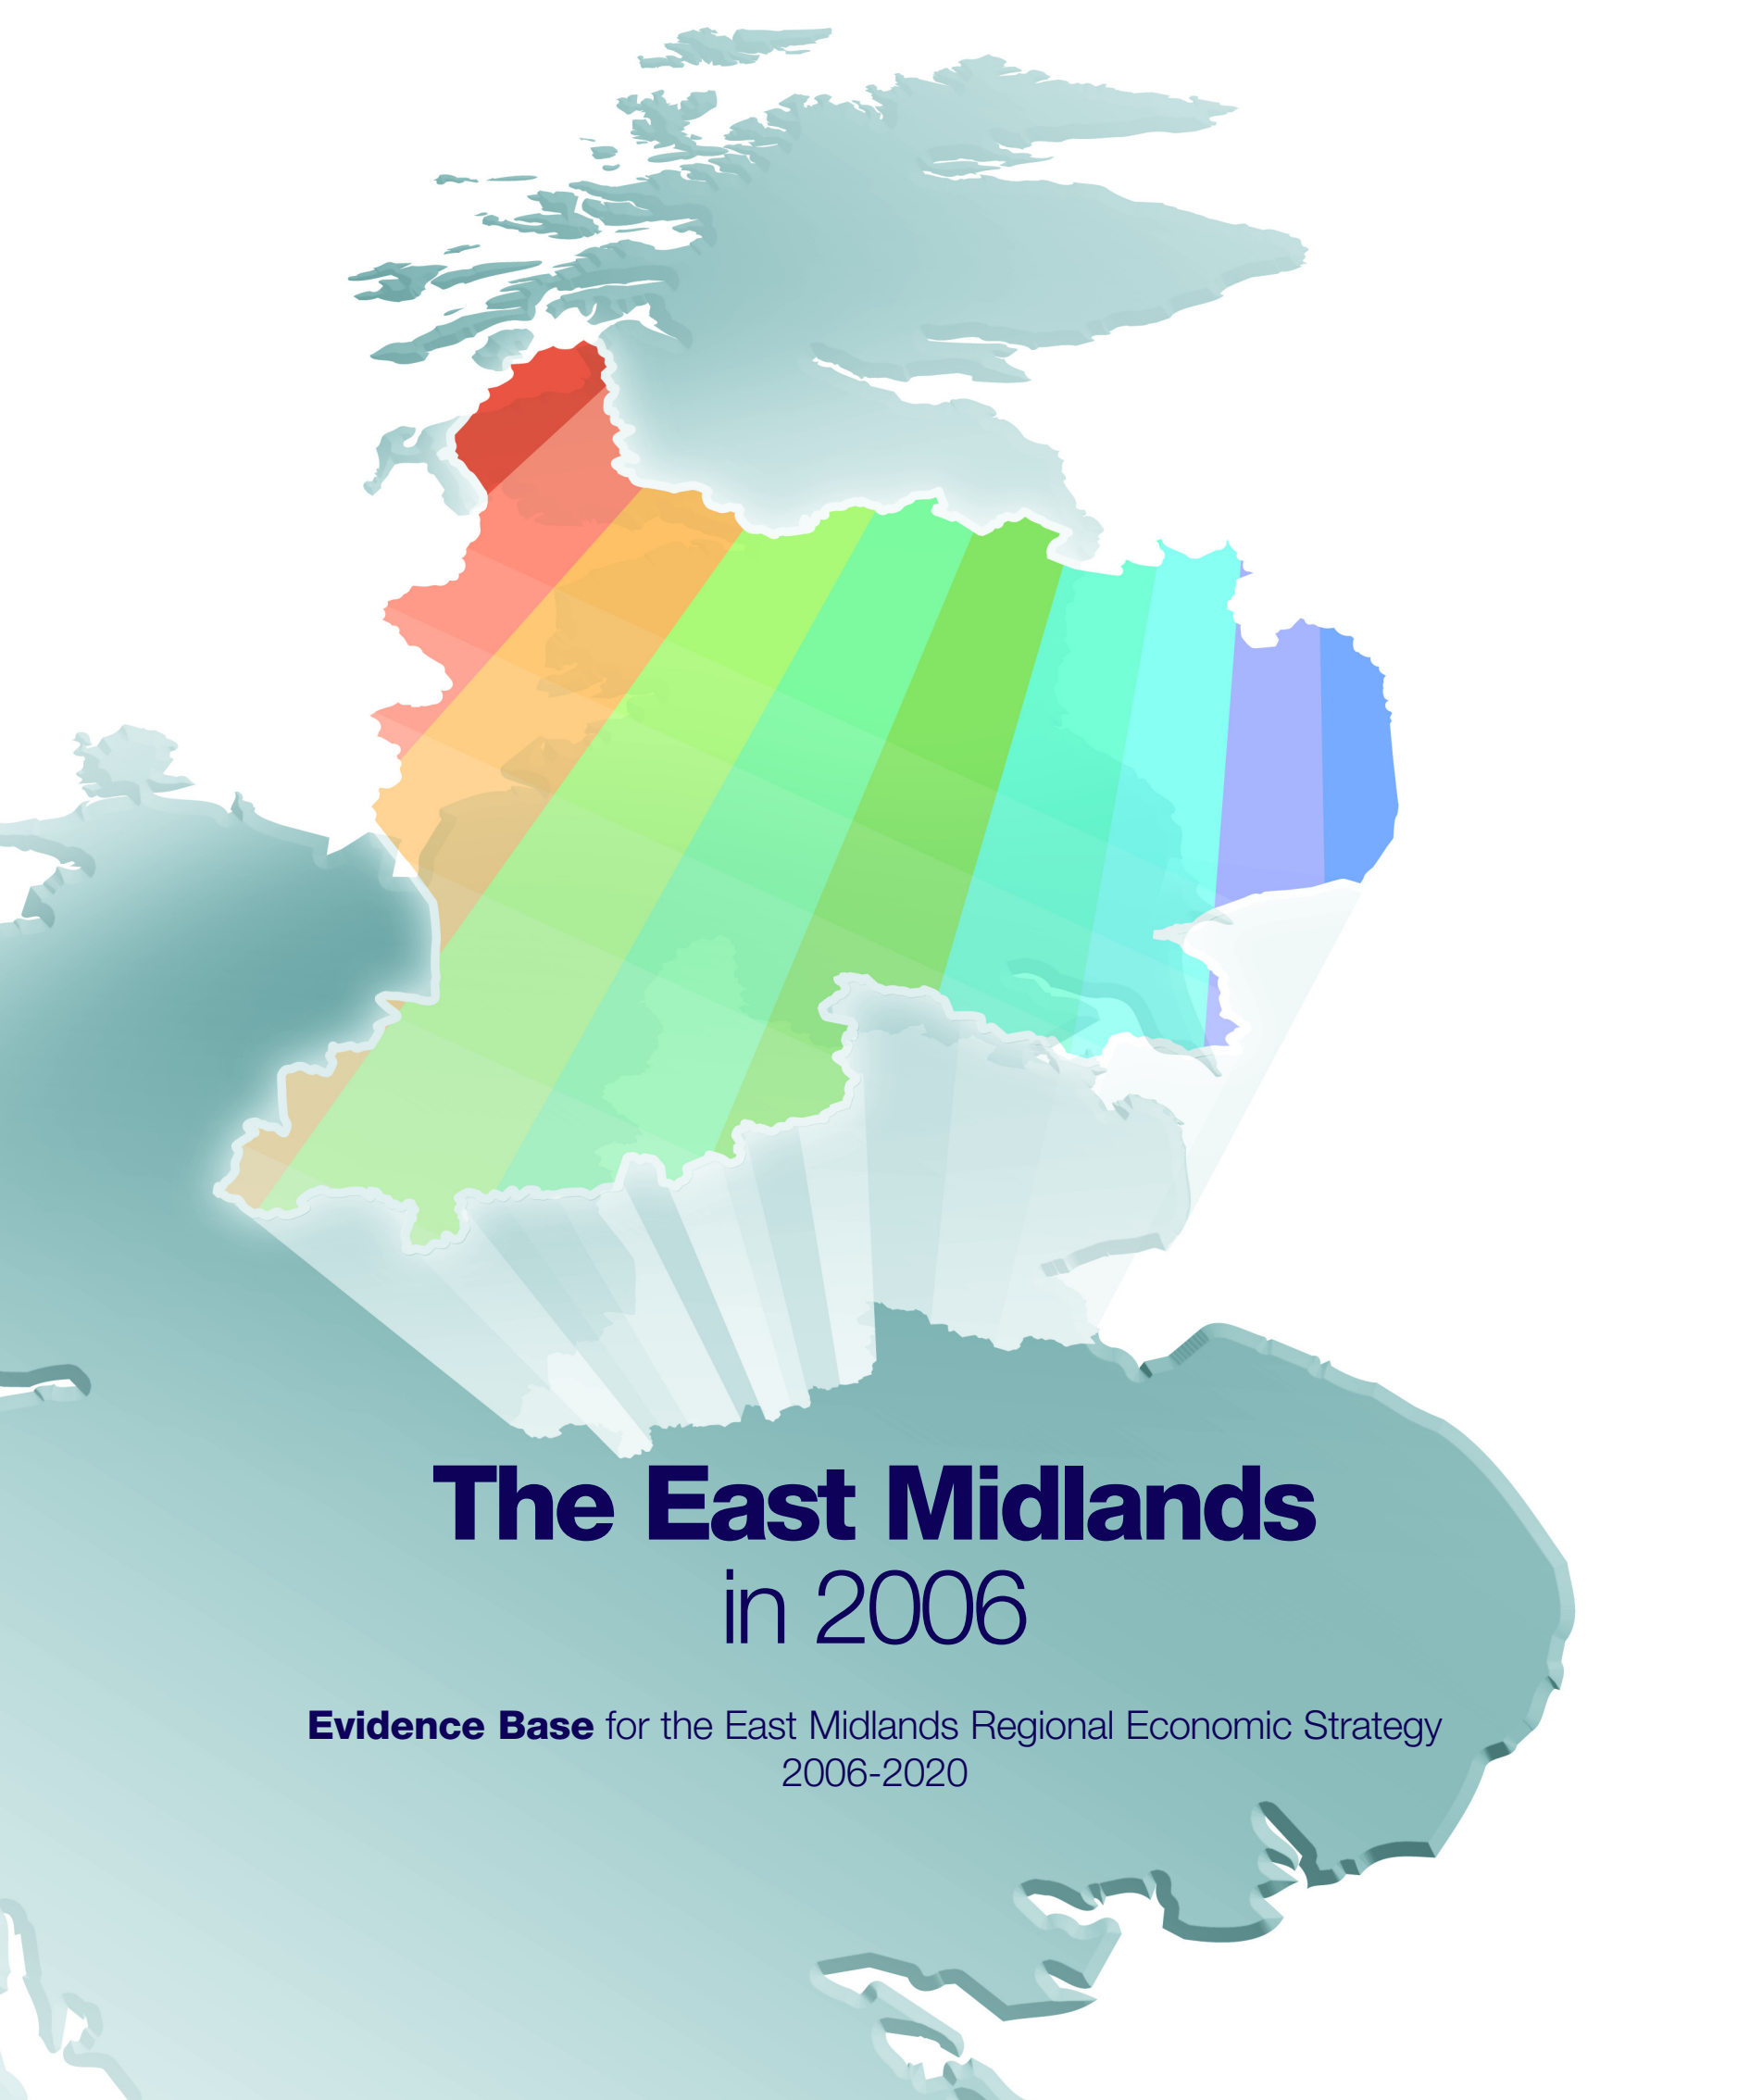 The East Midlands
in 2006
Evidence Base for the East Midlands Regional Economic Strategy
2006-2020